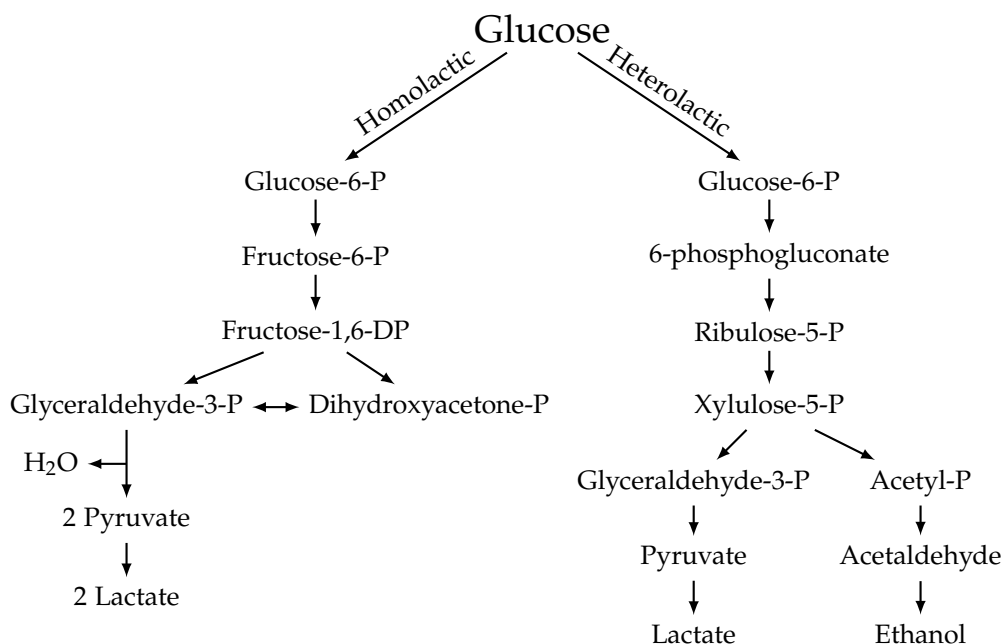 Glucose
Homolactic
Heterolactic
Glucose-6-P
Fructose-6-P
Fructose-1,6-DP
Glyceraldehyde-3-P
Dihydroxyacetone-P
H₂O
2 Pyruvate
2 Lactate
Glucose-6-P
6-phosphogluconate
Ribulose-5-P
Xylulose-5-P
Glyceraldehyde-3-P
Acetyl-P
Pyruvate
Acetaldehyde
Lactate
Ethanol